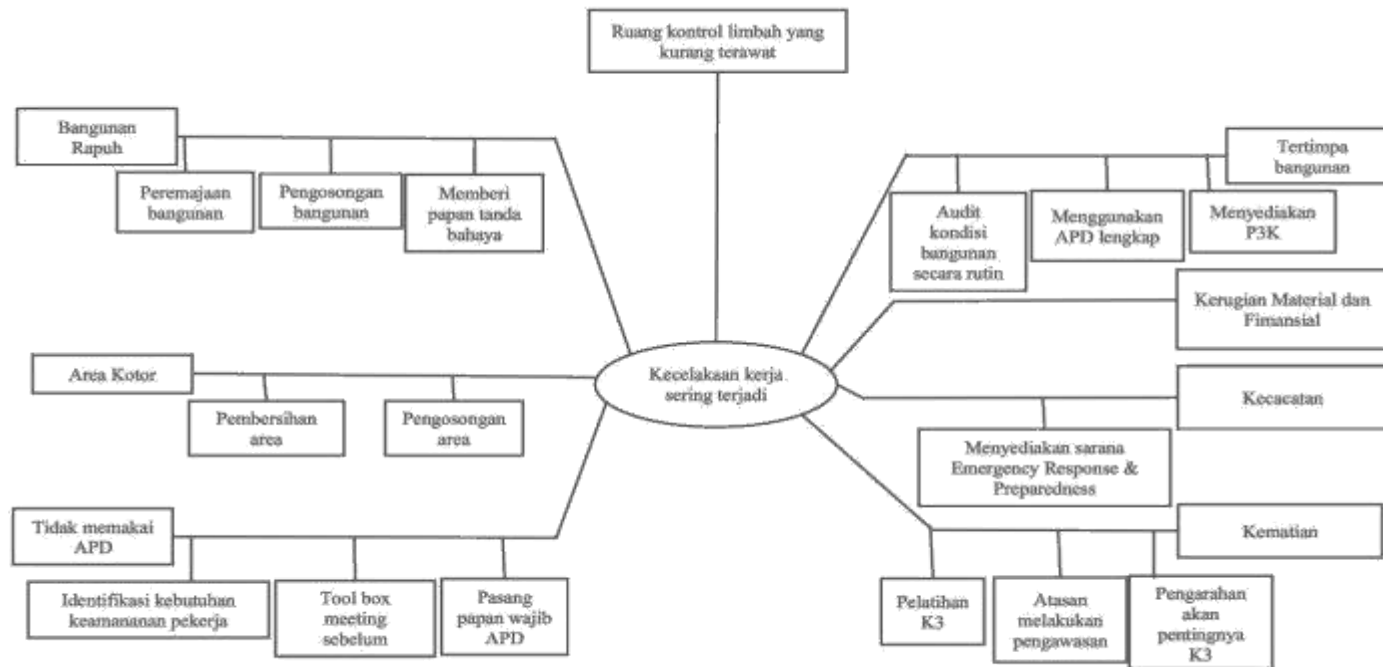 Ruang kontrol limbah yang
kurang terawat
Bangunan
Rapuh
Peremajaan
bangunan
Pengosongan
bangunan
Memberi
papan tanda
bahaya
Tertimpa
bangunan
Audit
kondisi
bangunan
secara rutin
Menggunakan
APD lengkap
Menyediakan
P3K
Kerugian Material dan
Fimansial
Area Kotor
Pembersihan
area
Pengosongan
area
Kecelakaan kerja
sering terjadi
Kecacatan
Menyediakan sarana
Emergency Response &
Preparedness
Tidak memakai
APD
Identifikasi kebutuhan
keamananan pekerja
Tool box
meeting
sebelum
Pasang
papan wajib
APD
Kematian
Pelatihan
K3
Atasan
melakukan
pengawasan
Pengarahan
akan
pentingnya
K3